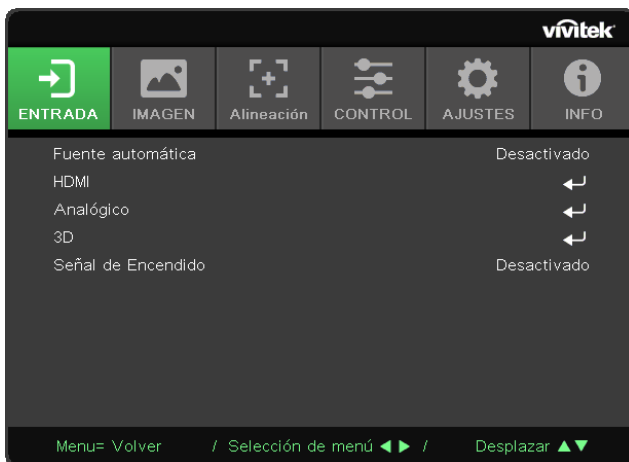 vivitek
ENTRADA IMAGEN Alineación CONTROL AJUSTES INFO
Fuente automática Desactivado
HDMI
Analógico
3D
Señal de Encendido Desactivado
Menu= Volver / Selección de menú ◀ ▶ / Desplazar ▲▼